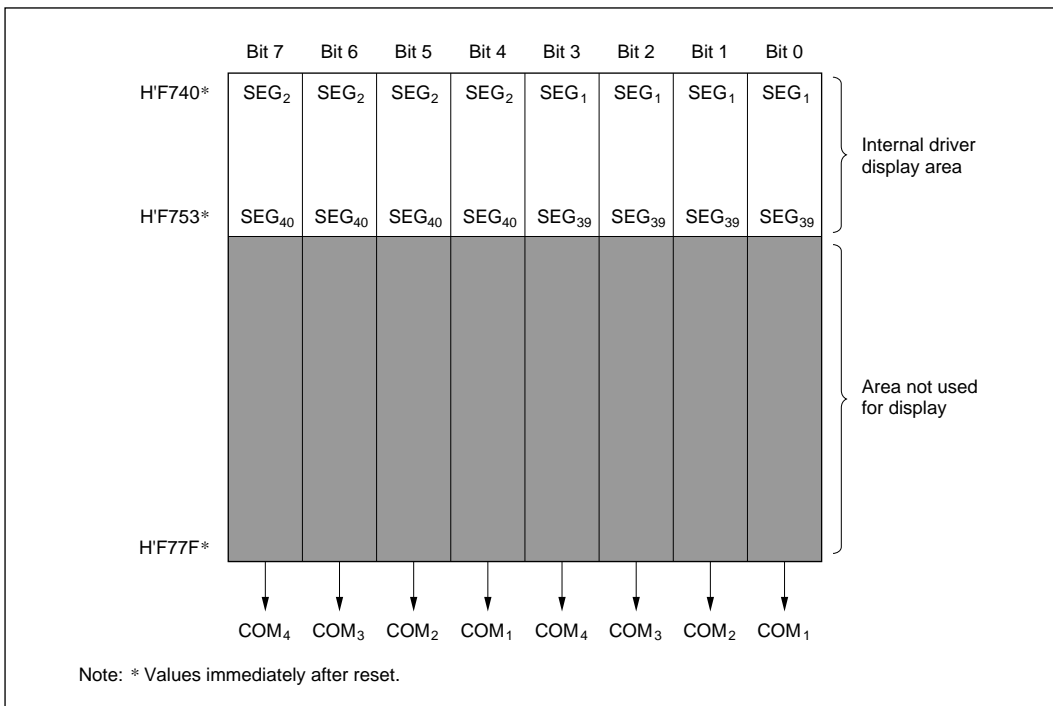 Bit 7 Bit 6 Bit 5 Bit 4 Bit 3 Bit 2 Bit 1 Bit 0
H'F740* SEG₂ SEG₂ SEG₂ SEG₂ SEG₁ SEG₁ SEG₁ SEG₁
Internal driver
display area
H'F753* SEG₄₀ SEG₄₀ SEG₄₀ SEG₄₀ SEG₃₉ SEG₃₉ SEG₃₉ SEG₃₉
Area not used
for display
H'F77F*
COM₄ COM₃ COM₂ COM₁ COM₄ COM₃ COM₂ COM₁
Note: * Values immediately after reset.